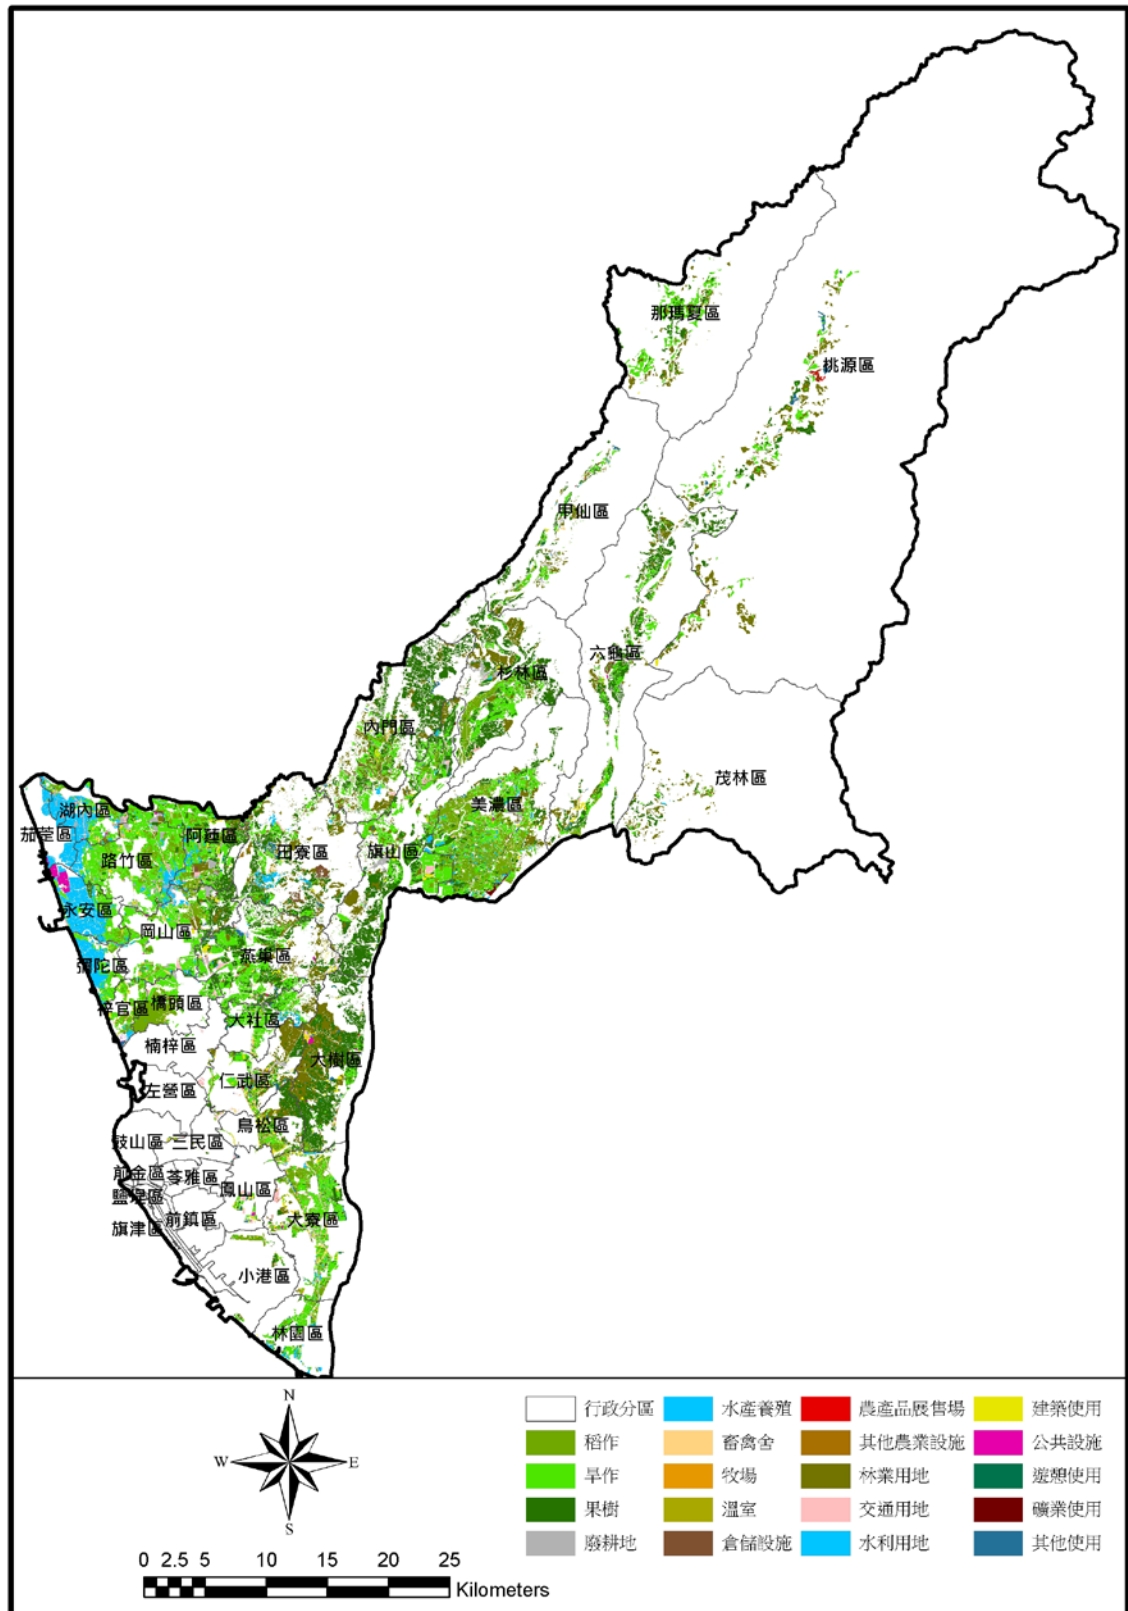 那瑪夏區
桃源區
甲仙區
六龜區
杉林區
內門區
茂林區
美濃區
湖內區
茄萣區
阿蓮區
路竹區
田寮區
旗山區
永安區
岡山區
燕巢區
彌陀區
梓官區
橋頭區
大社區
楠梓區
大樹區
仁武區
左營區
鳥松區
鼓山區
三民區
前金區
苓雅區
鳳山區
鹽埕區
前鎮區
旗津區
大寮區
小港區
林園區
N
W E
S
0 2.5 5 10 15 20 25
Kilometers
行政分區 水產養殖 農產品展售場 建築使用
稻作 畜禽舍 其他農業設施 公共設施
旱作 牧場 林業用地 遊憩使用
果樹 溫室 交通用地 礦業使用
廢耕地 倉儲設施 水利用地 其他使用